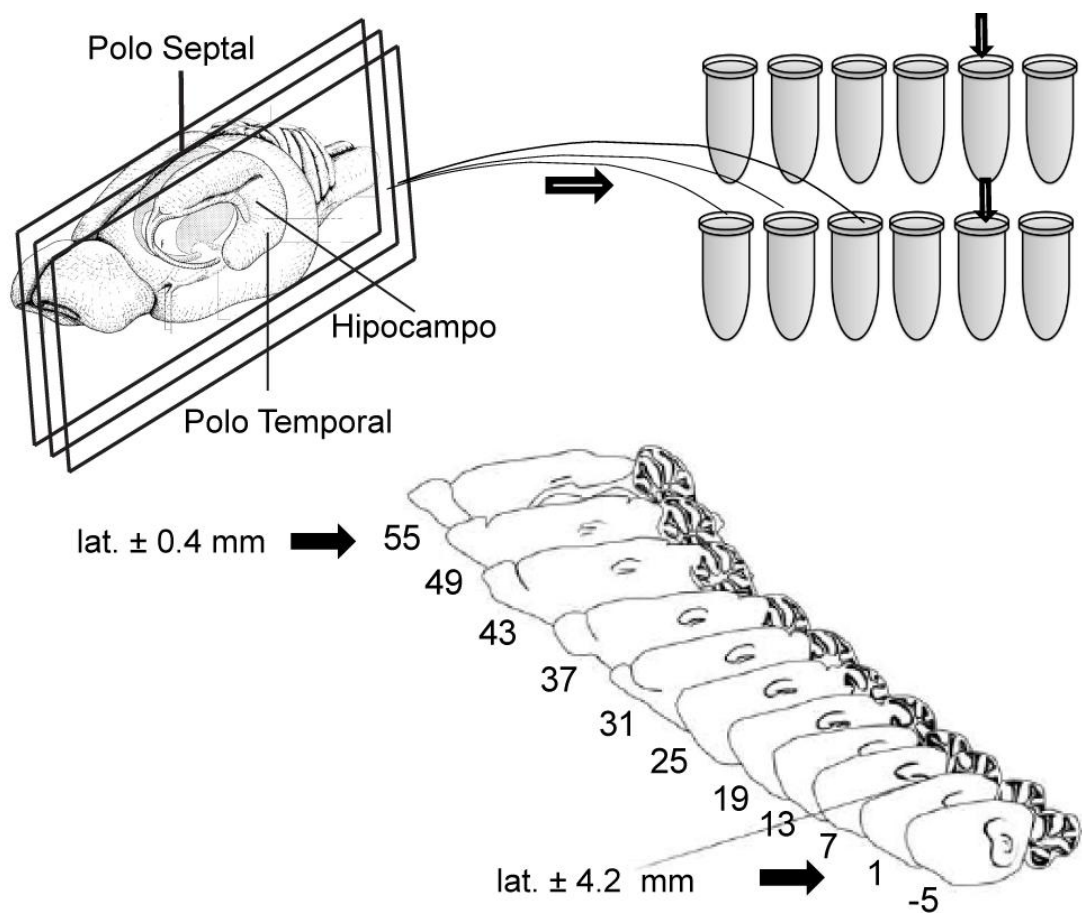 Polo Septal
Hipocampo
Polo Temporal
lat. ± 0.4 mm
55
49
43
37
31
25
19
13
7
1
-5
lat. ± 4.2 mm